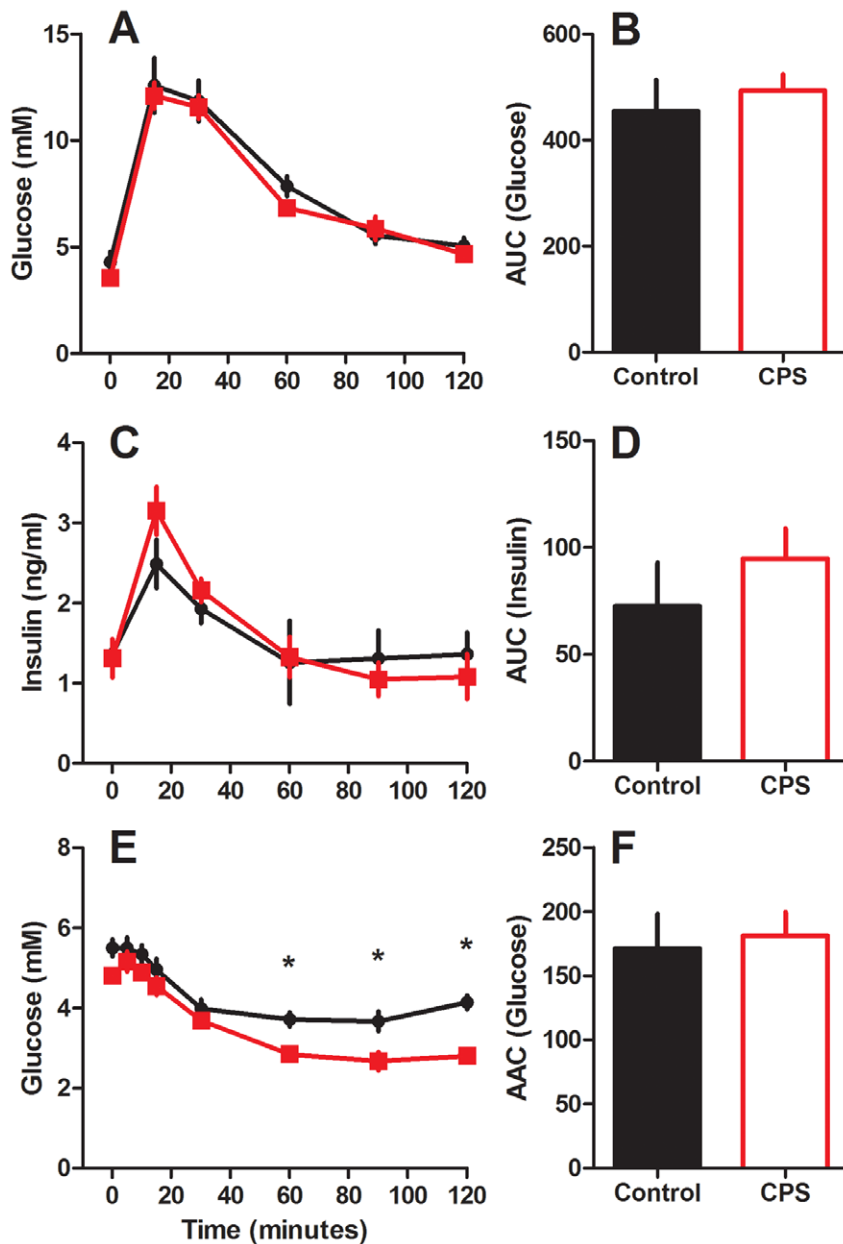 A
Glucose (mM)
15
10
5
0
0 20 40 60 80 100 120
B
AUC (Glucose)
600
400
200
0
Control CPS
C
Insulin (ng/ml)
4
3
2
1
0
0 20 40 60 80 100 120
D
AUC (Insulin)
150
100
50
0
Control CPS
E
Glucose (mM)
8
6
4
2
0
* * *
0 20 40 60 80 100 120
Time (minutes)
F
AAC (Glucose)
250
200
150
100
50
0
Control CPS